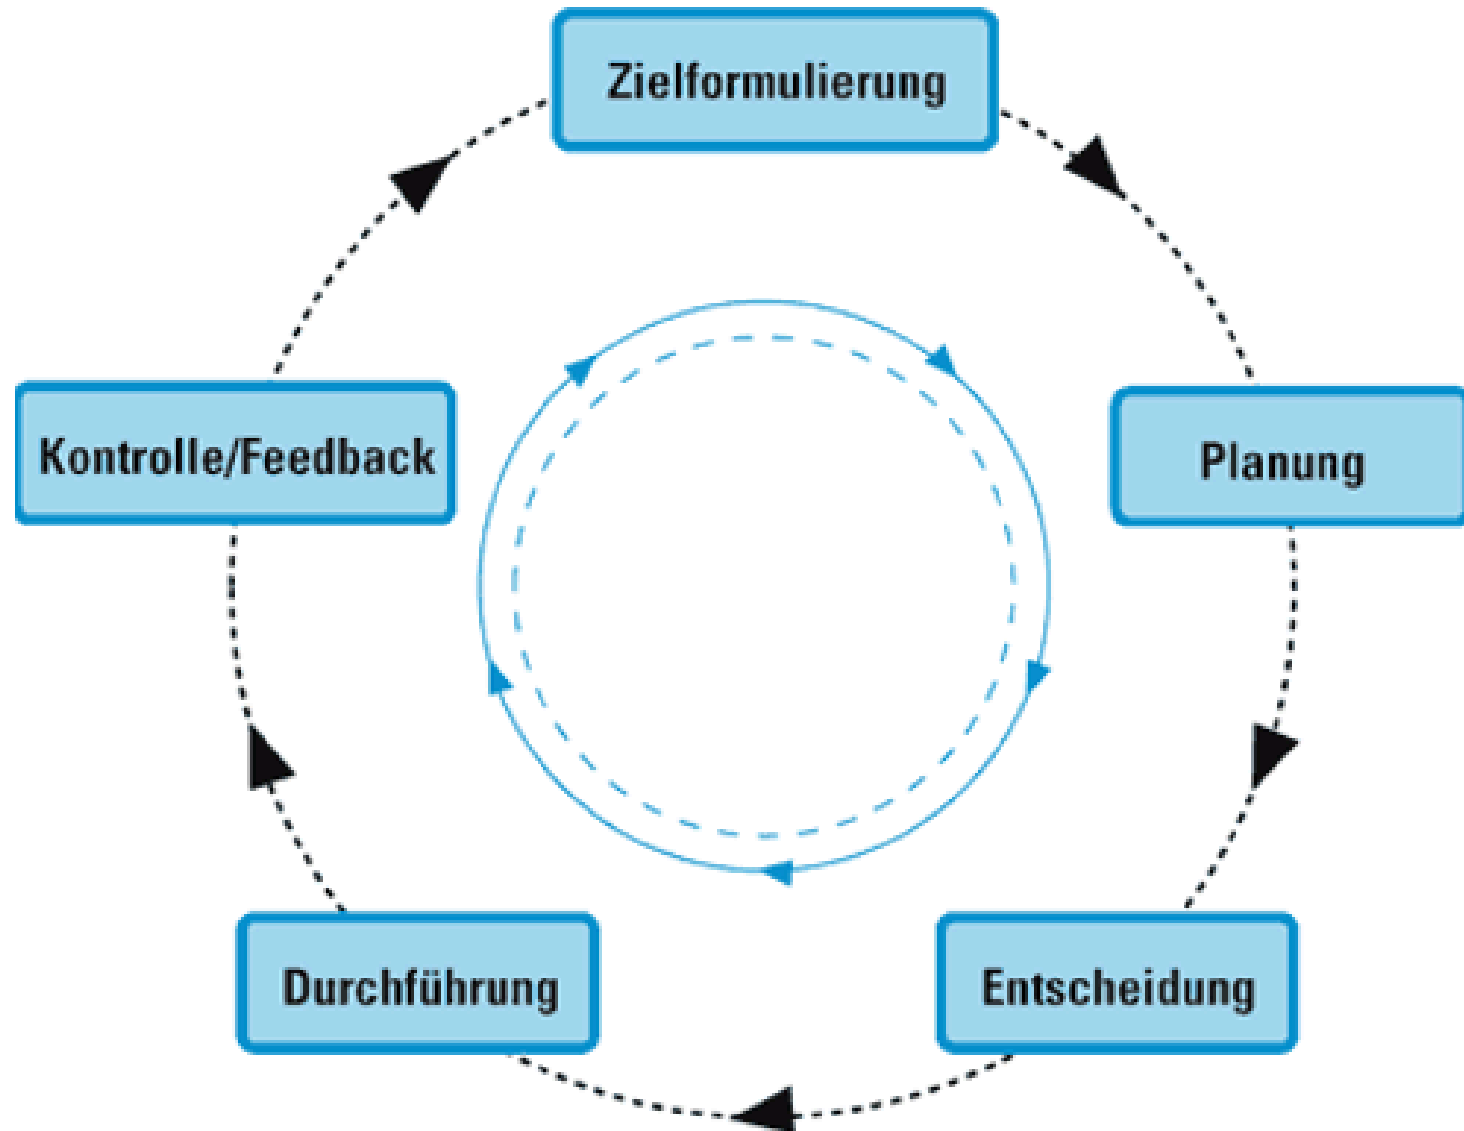 Zielformulierung
Planung
Entscheidung
Durchführung
Kontrolle/Feedback